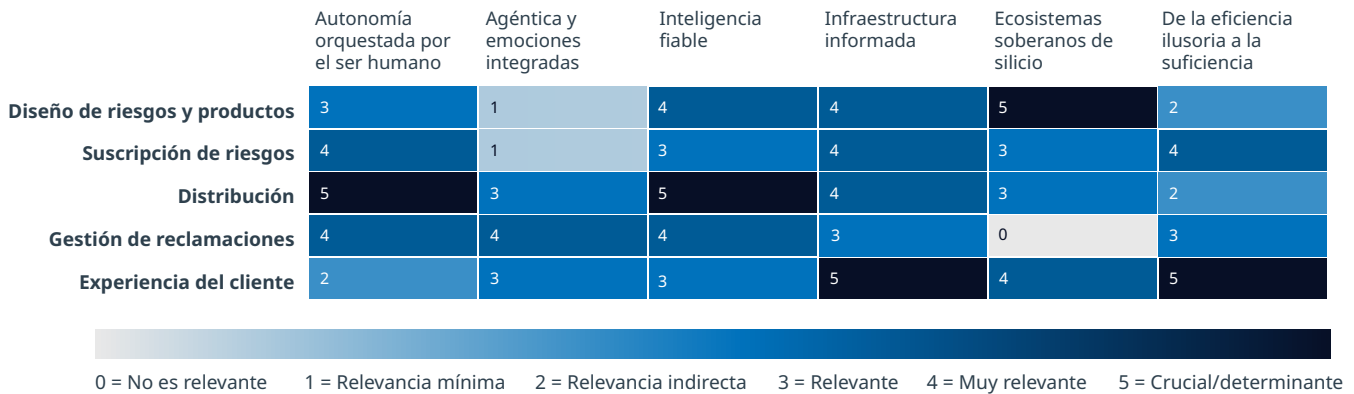 Autonomía
orquestada por
el ser humano
Agéntica y
emociones
integradas
Inteligencia
fiable
Infraestructura
informada
Ecosistemas
soberanos de
silicio
De la eficiencia
ilusoria a la
suficiencia
Diseño de riesgos y productos 3 1 4 4 5 2
Suscripción de riesgos 4 1 3 4 3 4
Distribución 5 3 5 4 3 2
Gestión de reclamaciones 4 4 4 3 0 3
Experiencia del cliente 2 3 3 5 4 5
0 = No es relevante 1 = Relevancia mínima 2 = Relevancia indirecta 3 = Relevante 4 = Muy relevante 5 = Crucial/determinante